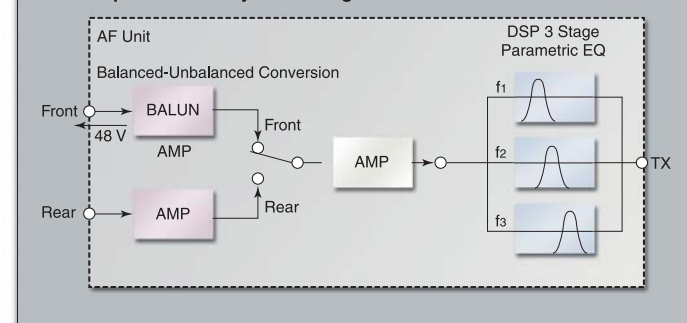 AF Unit
DSP 3 Stage
Parametric EQ
Balanced-Unbalanced Conversion
Front
BALUN
48 V
AMP
Front
AMP
f1
f2
TX
Rear
AMP
Rear
f3